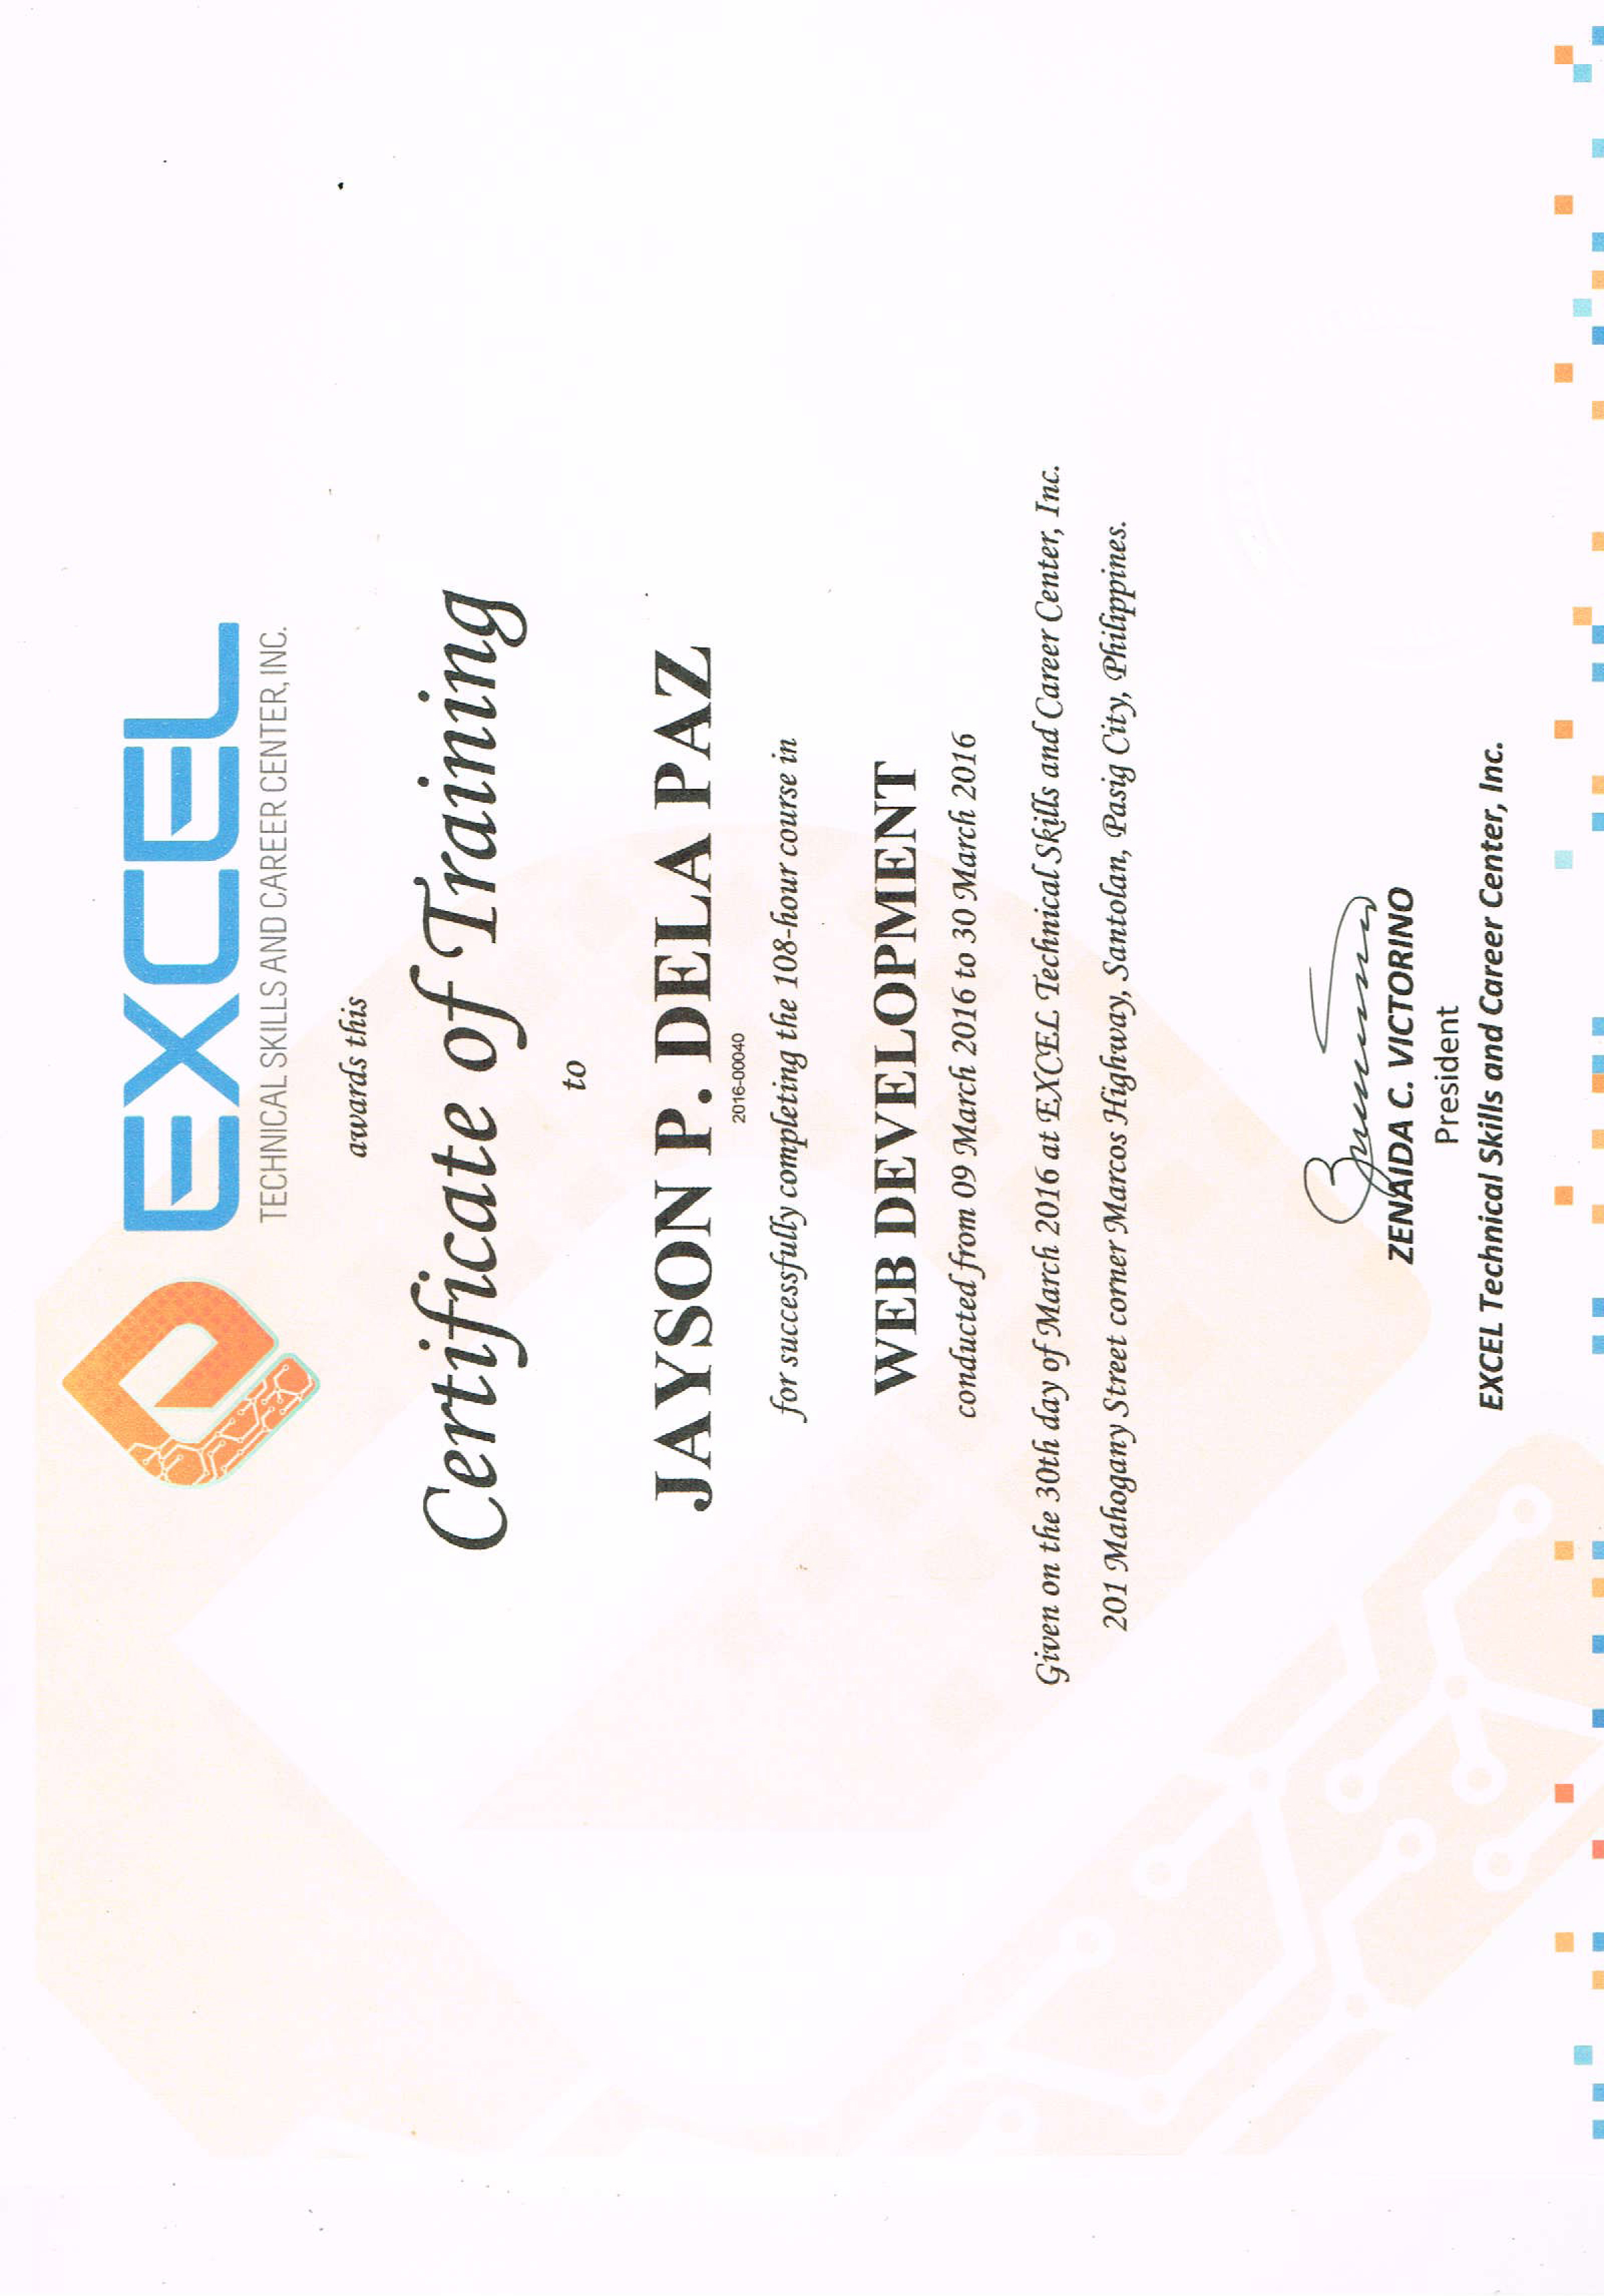 EXCEL
TECHNICAL SKILLS AND CAREER CENTER, INC.
awards this
Certificate of Training
to
JAYSON P. DELA PAZ
2016-00040
for successfully completing the 108-hour course in
WEB DEVELOPMENT
conducted from 09 March 2016 to 30 March 2016
Given on the 30th day of March 2016 at EXCEL Technical Skills and Career Center, Inc.
201 Mahogany Street corner Marcos Highway, Santolan, Pasig City, Philippines.
ZENAIDA C. VICTORINO
President
EXCEL Technical Skills and Career Center, Inc.